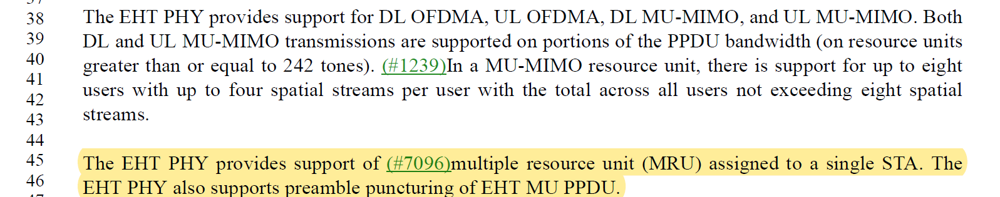 38 The EHT PHY provides support for DL OFDMA, UL OFDMA, DL MU-MIMO, and UL MU-MIMO. Both
39 DL and UL MU-MIMO transmissions are supported on portions of the PPDU bandwidth (on resource units
40 greater than or equal to 242 tones). (#1239)In a MU-MIMO resource unit, there is support for up to eight
41
42 users with up to four spatial streams per user with the total across all users not exceeding eight spatial
43 streams.
44
45 The EHT PHY provides support of (#7096)multiple resource unit (MRU) assigned to a single STA. The
46 EHT PHY also supports preamble puncturing of EHT MU PPDU.